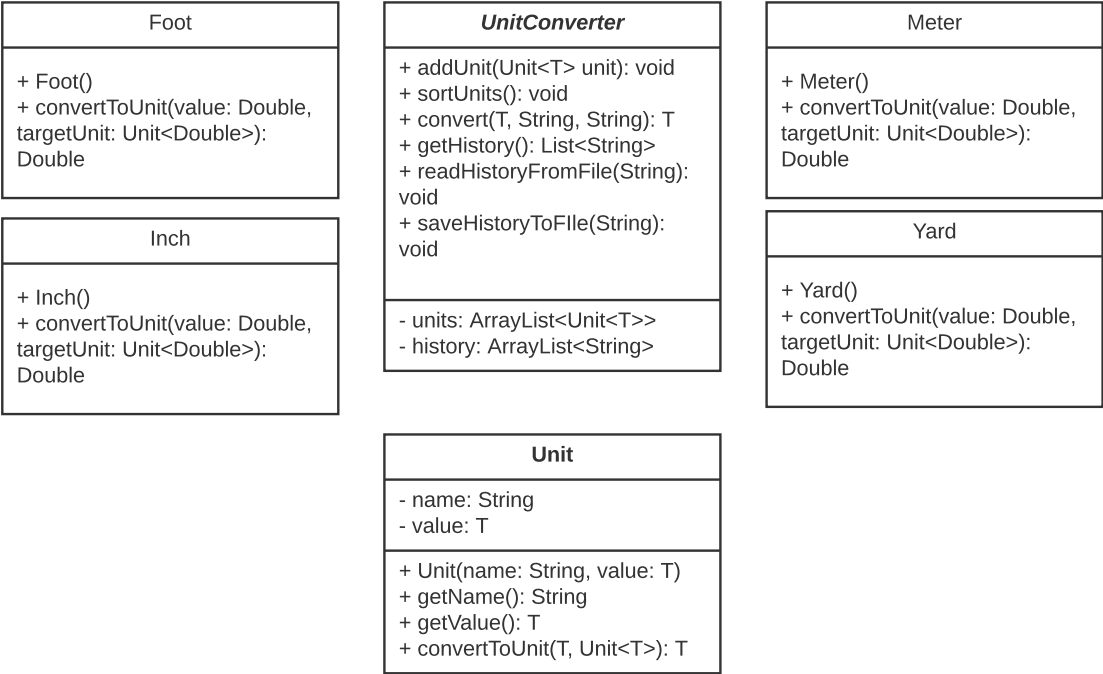 Foot
+ Foot()
+ convertToUnit(value: Double,
targetUnit: Unit<Double>):
Double
Inch
+ Inch()
+ convertToUnit(value: Double,
targetUnit: Unit<Double>):
Double
UnitConverter
+ addUnit(Unit<T> unit): void
+ sortUnits(): void
+ convert(T, String, String): T
+ getHistory(): List<String>
+ readHistoryFromFile(String):
void
+ saveHistoryToFIle(String):
void
- units: ArrayList<Unit<T>>
- history: ArrayList<String>
Unit
- name: String
- value: T
+ Unit(name: String, value: T)
+ getName(): String
+ getValue(): T
+ convertToUnit(T, Unit<T>): T
Meter
+ Meter()
+ convertToUnit(value: Double,
targetUnit: Unit<Double>):
Double
Yard
+ Yard()
+ convertToUnit(value: Double,
targetUnit: Unit<Double>):
Double